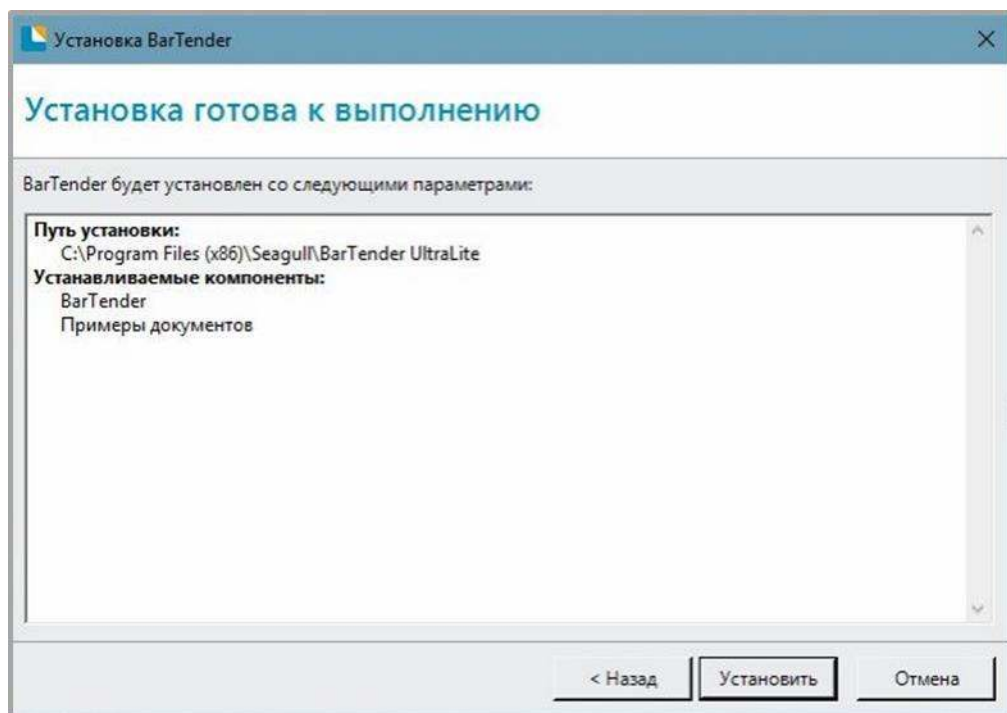 Установка BarTender
Установка готова к выполнению
BarTender будет установлен со следующими параметрами:
Путь установки:
C:\Program Files (x86)\Seagull\BarTender UltraLite
Устанавливаемые компоненты:
BarTender
Примеры документов
< Назад
Установить
Отмена